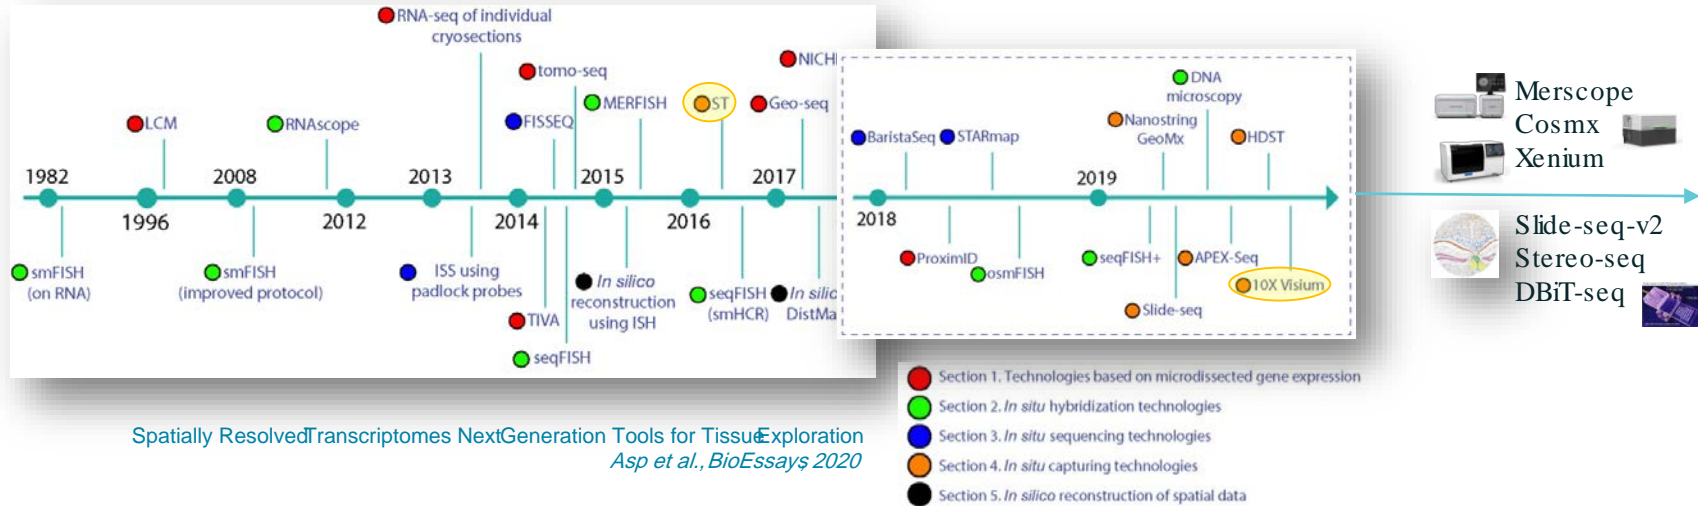 RNA-seq of individual
cryosections
tomo-seq
NICHE
LCM
RNAscope
FISSEQ
MERFISH
ST
Geo-seq
1982
2008
2013
2015
2017
1996
2012
2014
2016
smFISH
(on RNA)
smFISH
(improved protocol)
ISS using
padlock probes
TIVA
seqFISH
In silico
reconstruction
using ISH
seqFISH
(smHCR)
In silic
DistMa
DNA
microscopy
BaristaSeq
STARmap
Nanostring
GeoMx
HDST
2019
2018
ProximID
osmFISH
seqFISH+
APEX-Seq
10X Visium
Slide-seq
Merscope
Cosmx
Xenium
Slide-seq-v2
Stereo-seq
DBiT-seq
Section 1. Technologies based on microdissected gene expression
Section 2. In situ hybridization technologies
Section 3. In situ sequencing technologies
Section 4. In situ capturing technologies
Section 5. In silico reconstruction of spatial data
Spatially Resolved Transcriptomes Next Generation Tools for Tissue Exploration
Asp et al., BioEssays, 2020